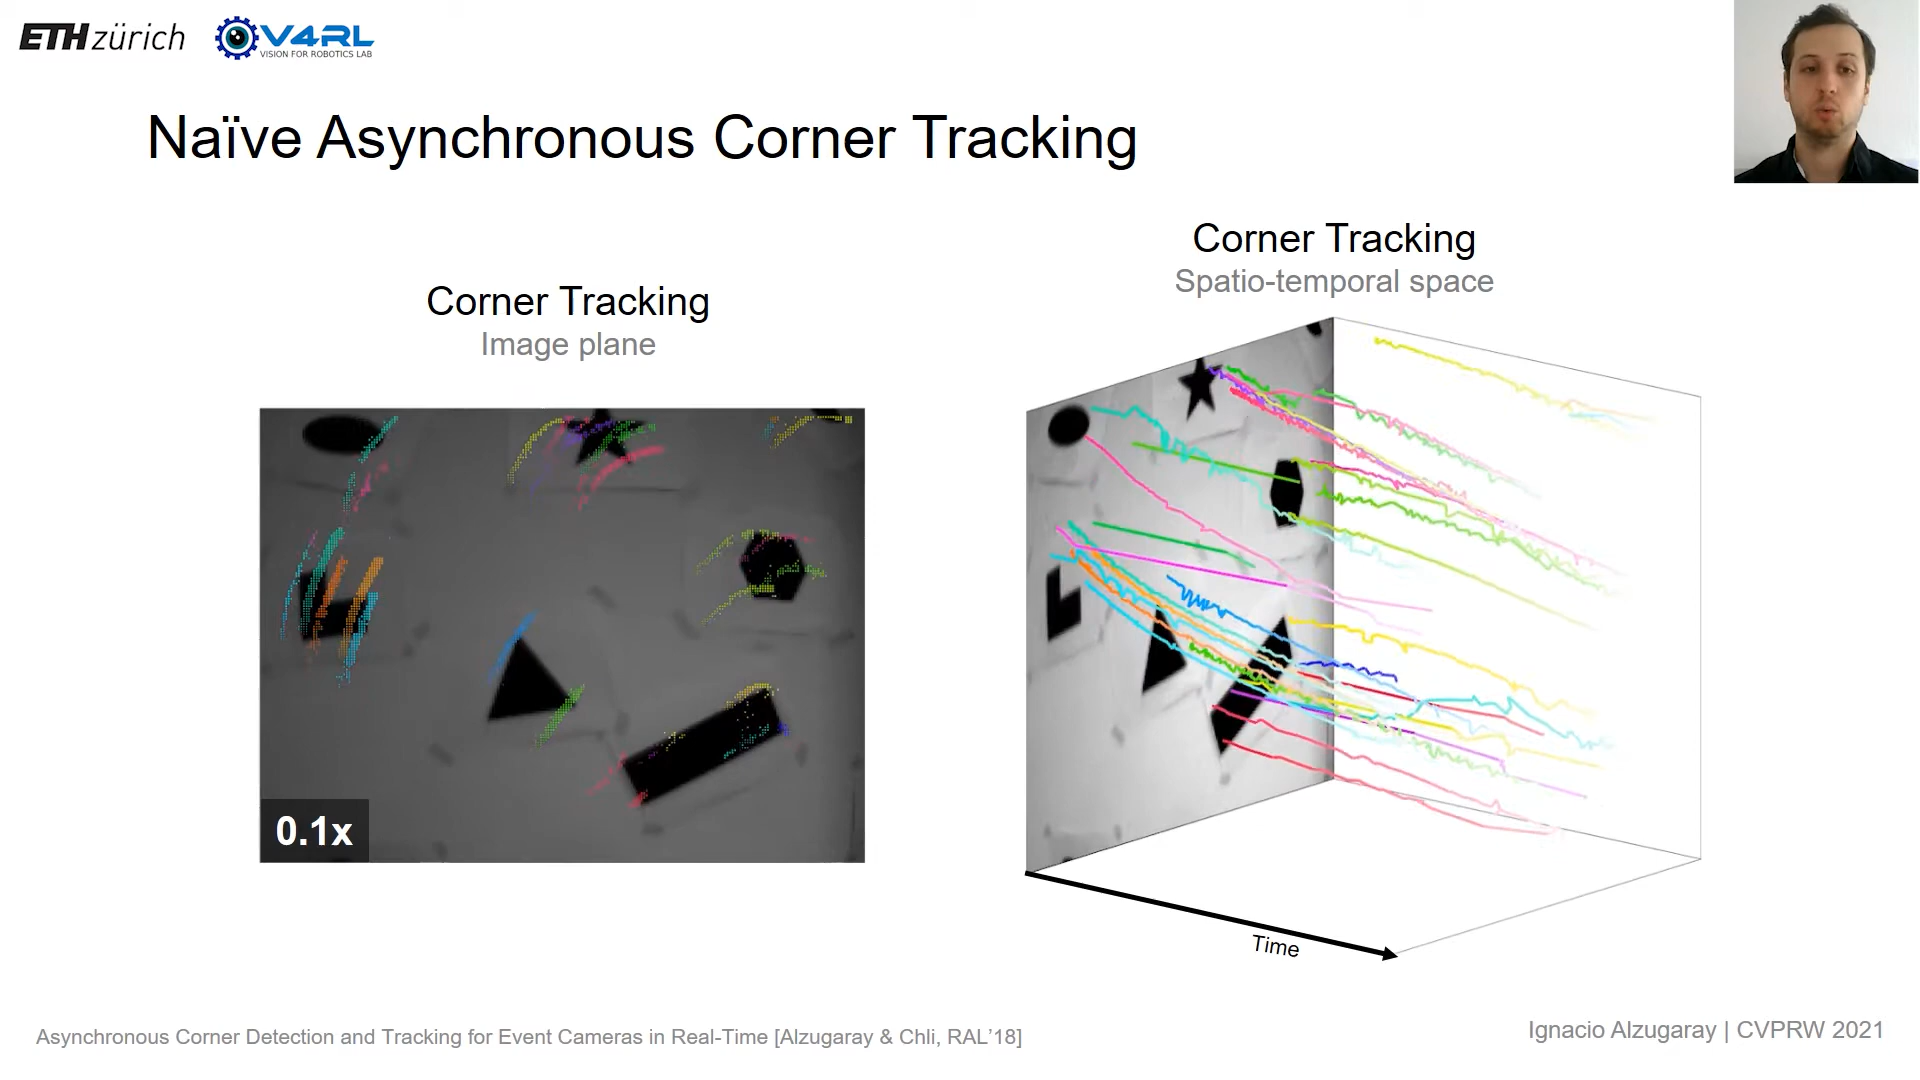 ETH zürich
V4RL
VISION FOR ROBOTICS LAB
Naïve Asynchronous Corner Tracking
Corner Tracking
Spatio-temporal space
Corner Tracking
Image plane
0.1x
Time
Asynchronous Corner Detection and Tracking for Event Cameras in Real-Time [Alzugaray & Chli, RAL’18]
Ignacio Alzugaray | CVPRW 2021